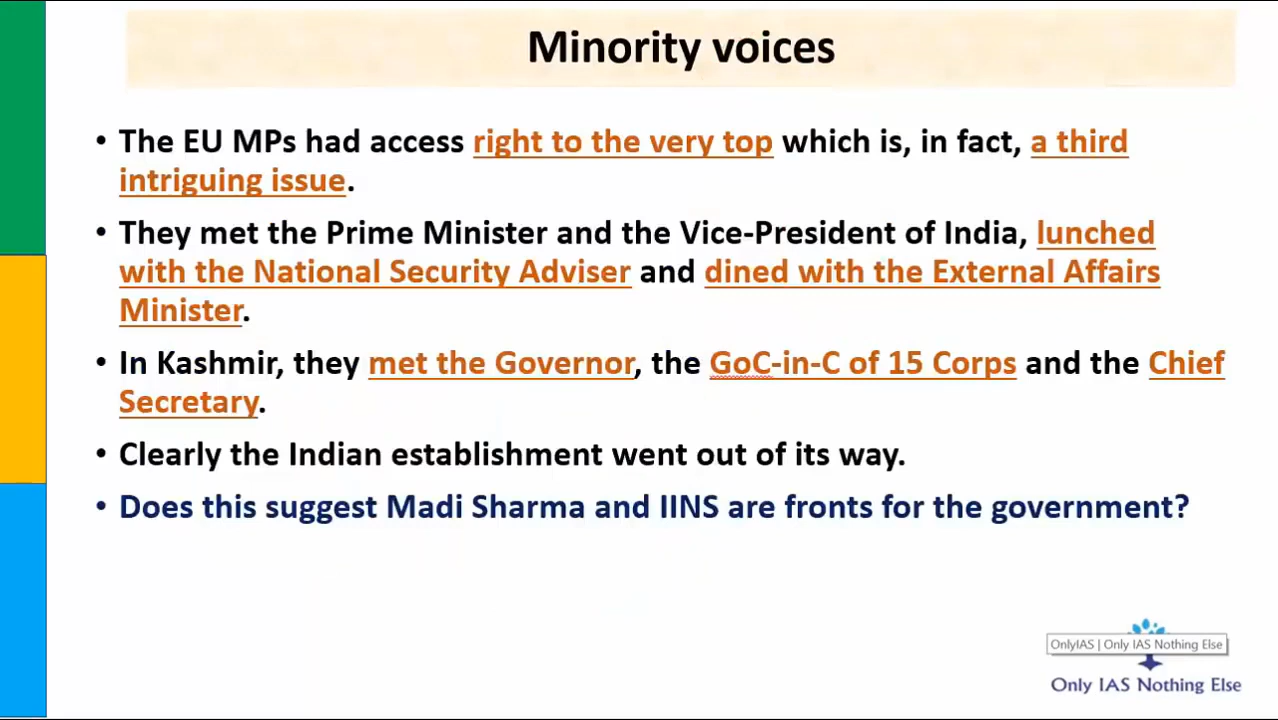 Minority voices
• The EU MPs had access right to the very top which is, in fact, a third
intriguing issue.
• They met the Prime Minister and the Vice-President of India, lunched
with the National Security Adviser and dined with the External Affairs
Minister.
• In Kashmir, they met the Governor, the GoC-in-C of 15 Corps and the Chief
Secretary.
• Clearly the Indian establishment went out of its way.
• Does this suggest Madi Sharma and IINS are fronts for the government?
OnlyIAS | Only IAS Nothing Else
Only IAS Nothing Else